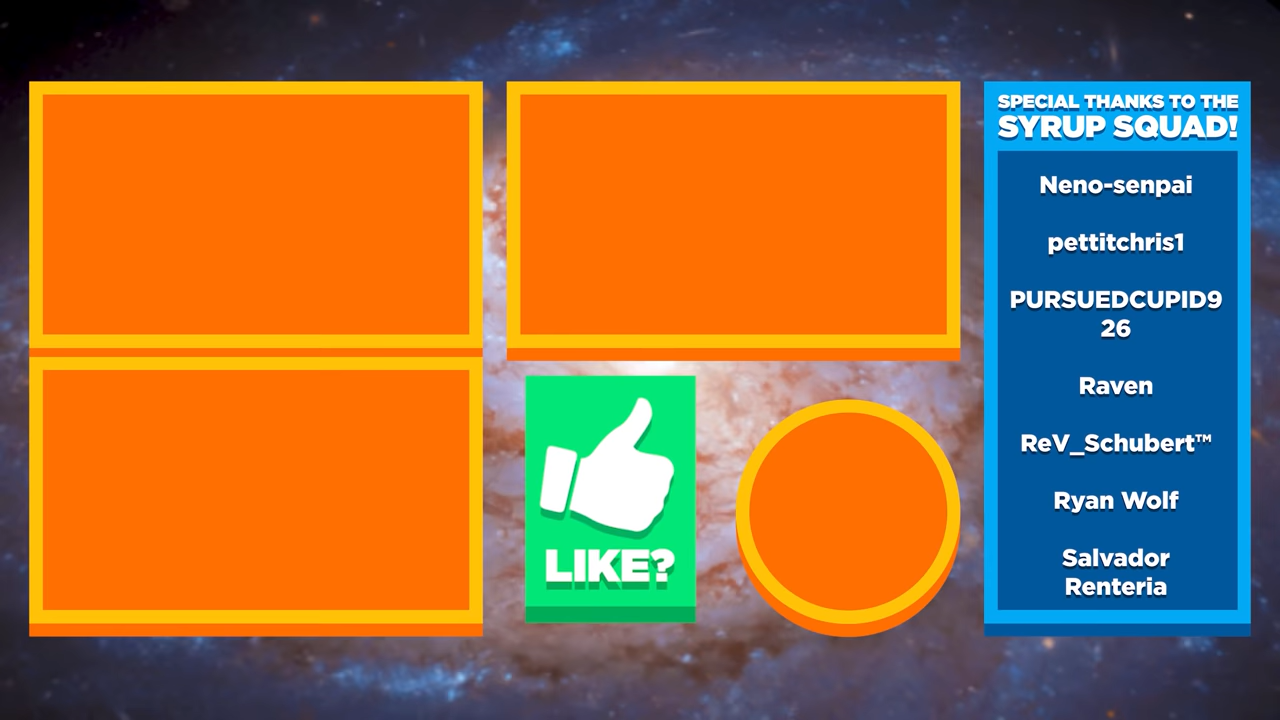 SPECIAL THANKS TO THE
SYRUP SQUAD!
Neno-senpai
pettitchris1
PURSUEDCUPID9
26
Raven
ReV_Schubert™
Ryan Wolf
Salvador
Renteria
LIKE?